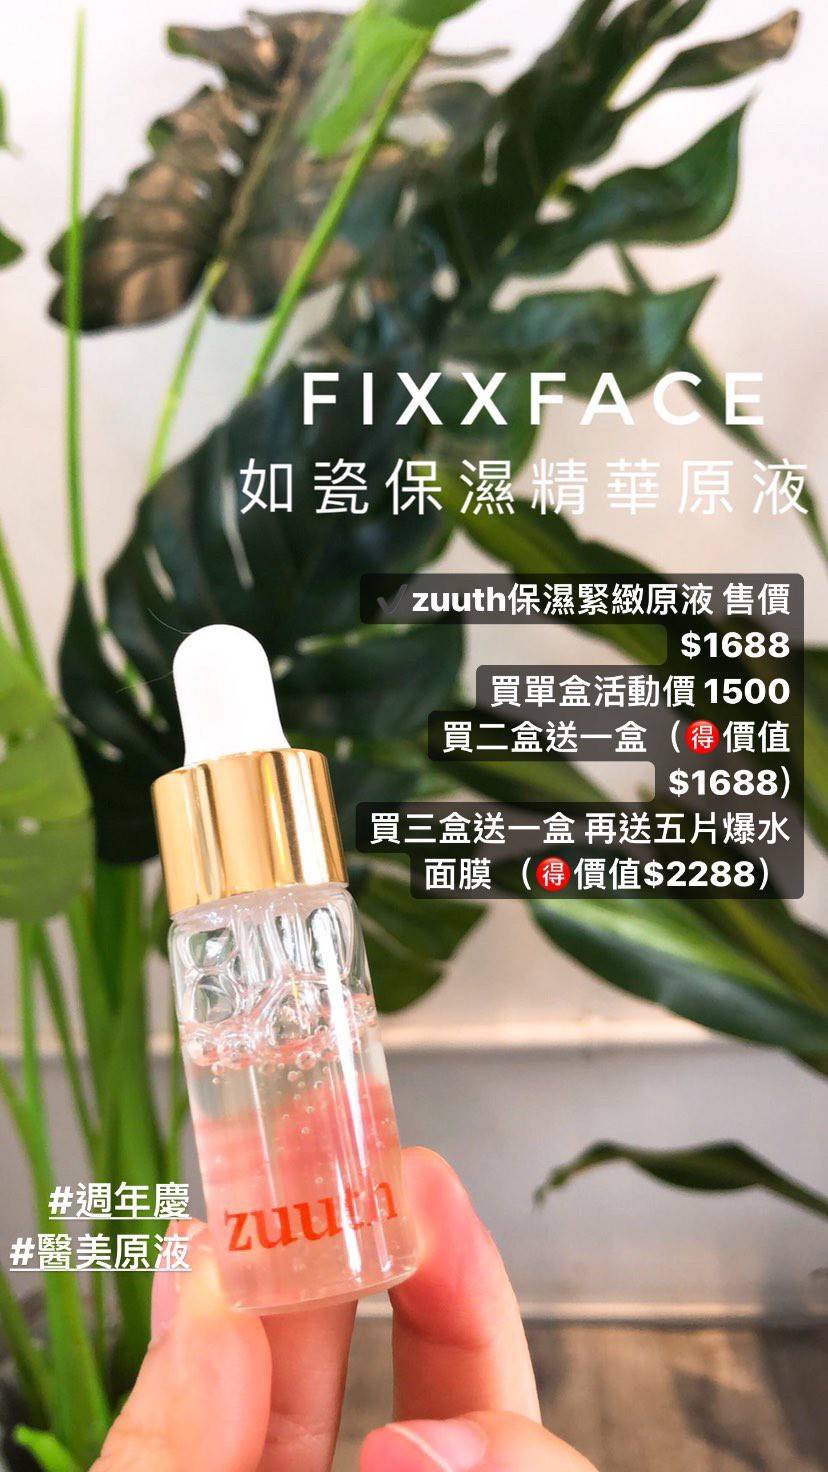 FIXXFACE
如瓷保濕精華原液
✔️zuuth保濕緊緻原液 售價
$1688
買單盒活動價 1500
買二盒送一盒（🉐價值
$1688）
買三盒送一盒 再送五片爆水
面膜 （🉐價值$2288）
#週年慶
#醫美原液
zuuth